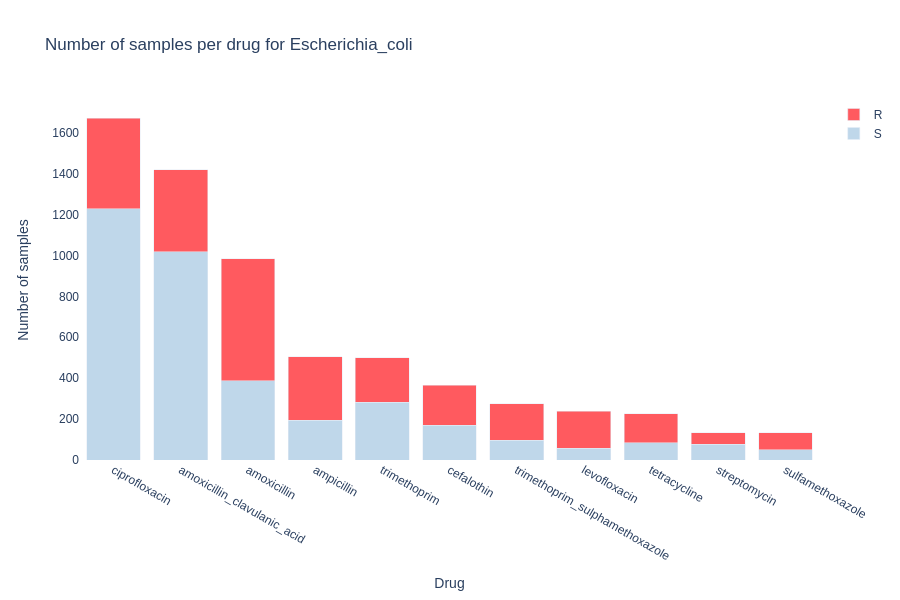 Number of samples per drug for Escherichia_coli
R
S
1600
1400
1200
1000
800
600
400
200
0
Number of samples
ciprofloxacin
amoxicillin_clavulanic_acid
amoxicillin
ampicillin
trimethoprim
cefalothin
trimethoprim_sulphamethoxazole
levofloxacin
tetracycline
streptomycin
sulfamethoxazole
Drug